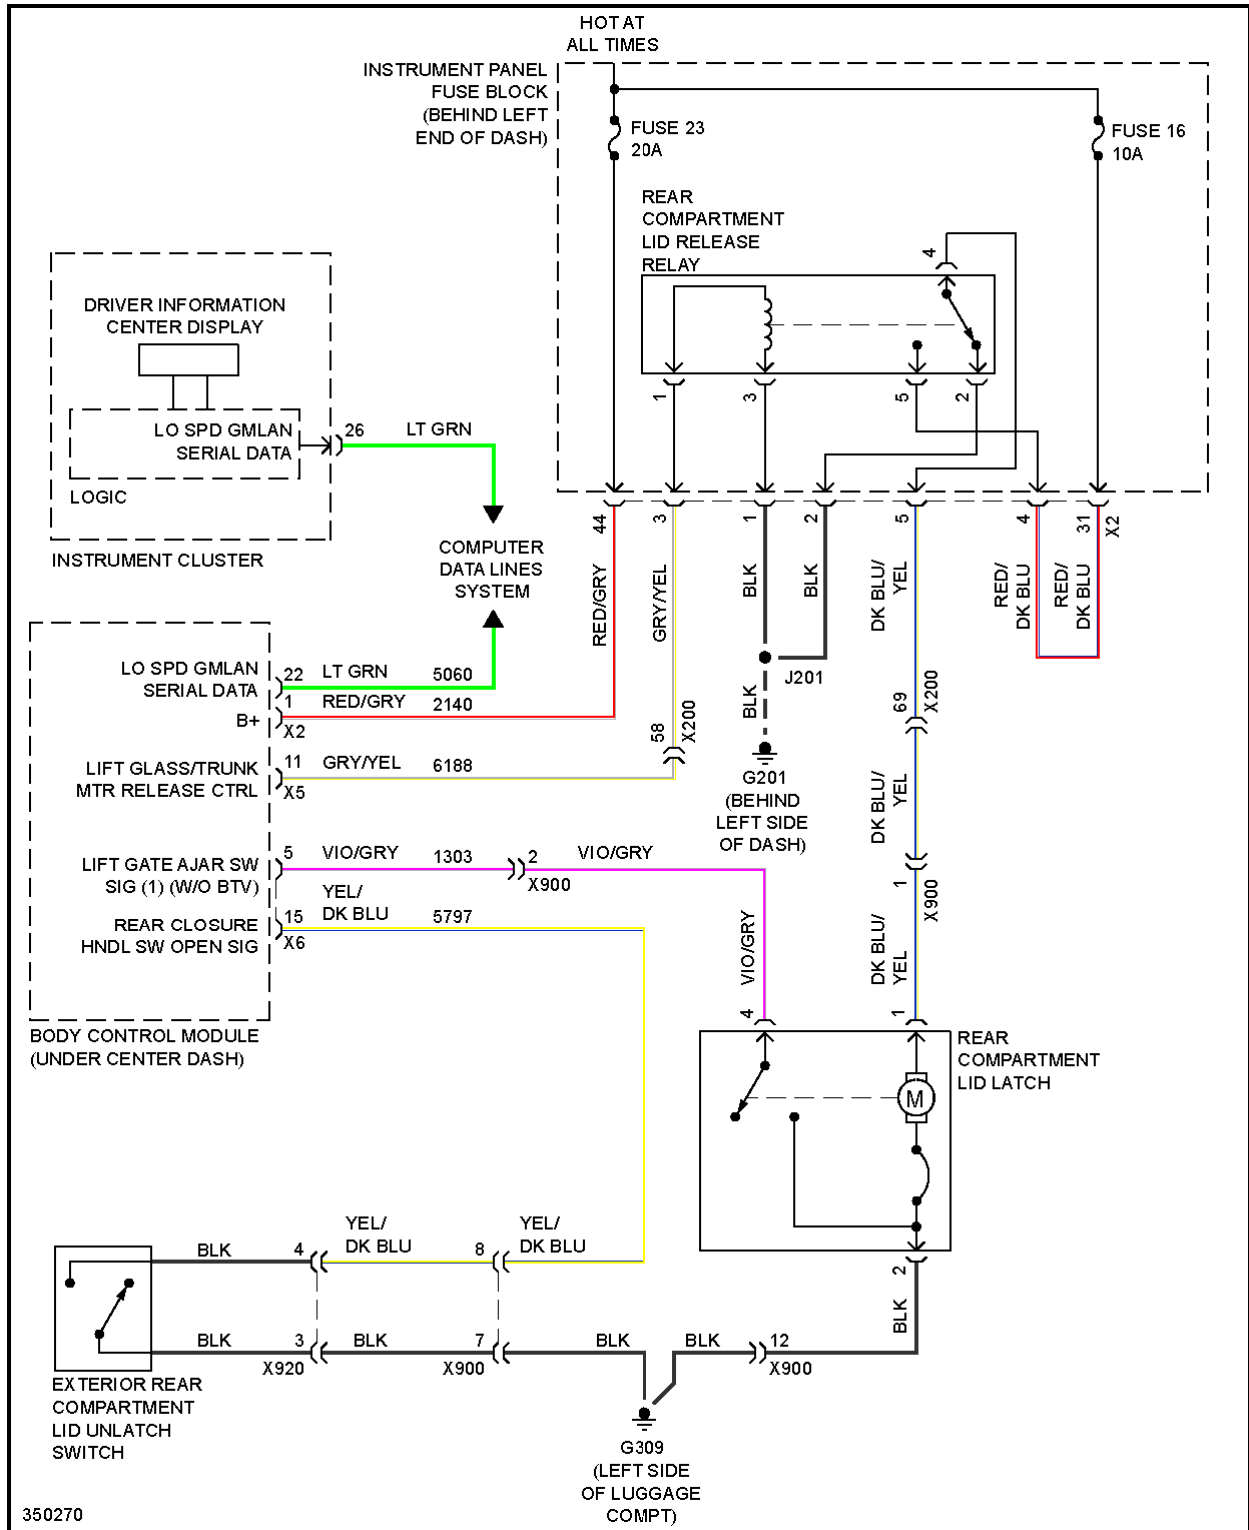 HOT AT
ALL TIMES
INSTRUMENT PANEL
FUSE BLOCK
(BEHIND LEFT
END OF DASH)
FUSE 23
20A
FUSE 16
10A
REAR
COMPARTMENT
LID RELEASE
RELAY
4
1
3
5
2
DRIVER INFORMATION
CENTER DISPLAY
LO SPD GMLAN
SERIAL DATA
LOGIC
INSTRUMENT CLUSTER
26
LT GRN
COMPUTER
DATA LINES
SYSTEM
44
3
1
2
5
4
31
X2
RED/GRY
GRY/YEL
BLK
BLK
DK BLU/
YEL
RED/
DK BLU
RED/
DK BLU
J201
BLK
G201
(BEHIND
LEFT SIDE
OF DASH)
58
X200
69
X200
DK BLU/
YEL
1
X900
DK BLU/
YEL
1
LO SPD GMLAN
SERIAL DATA
B+
LIFT GLASS/TRUNK
MTR RELEASE CTRL
LIFT GATE AJAR SW
SIG (1) (W/O BTV)
REAR CLOSURE
HNDL SW OPEN SIG
BODY CONTROL MODULE
(UNDER CENTER DASH)
22
LT GRN
5060
1
RED/GRY
2140
X2
11
GRY/YEL
6188
X5
5
VIO/GRY
1303
2
VIO/GRY
X900
YEL/
DK BLU
15
5797
X6
VIO/GRY
4
REAR
COMPARTMENT
LID LATCH
M
2
BLK
BLK
4
YEL/
DK BLU
8
YEL/
DK BLU
BLK
3
BLK
7
BLK
BLK
12
X920
X900
X900
EXTERIOR REAR
COMPARTMENT
LID UNLATCH
SWITCH
G309
(LEFT SIDE
OF LUGGAGE
COMPT)
350270